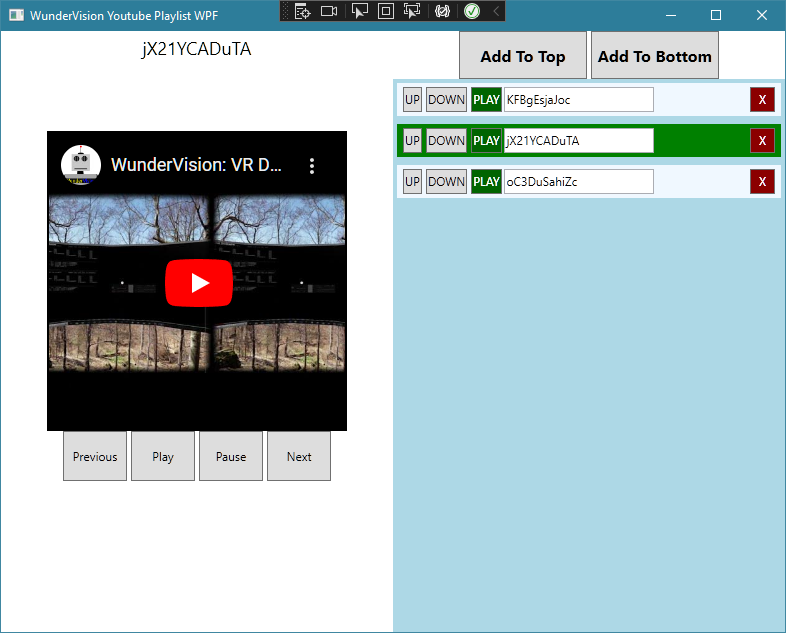 WunderVision Youtube Playlist WPF
jX21YCADuTA
Add To Top Add To Bottom
UP DOWN PLAY KFBgEsjaJoc X
UP DOWN PLAY jX21YCADuTA X
UP DOWN PLAY oC3DuSahiZc X
WunderVision: VR D...
Previous Play Pause Next